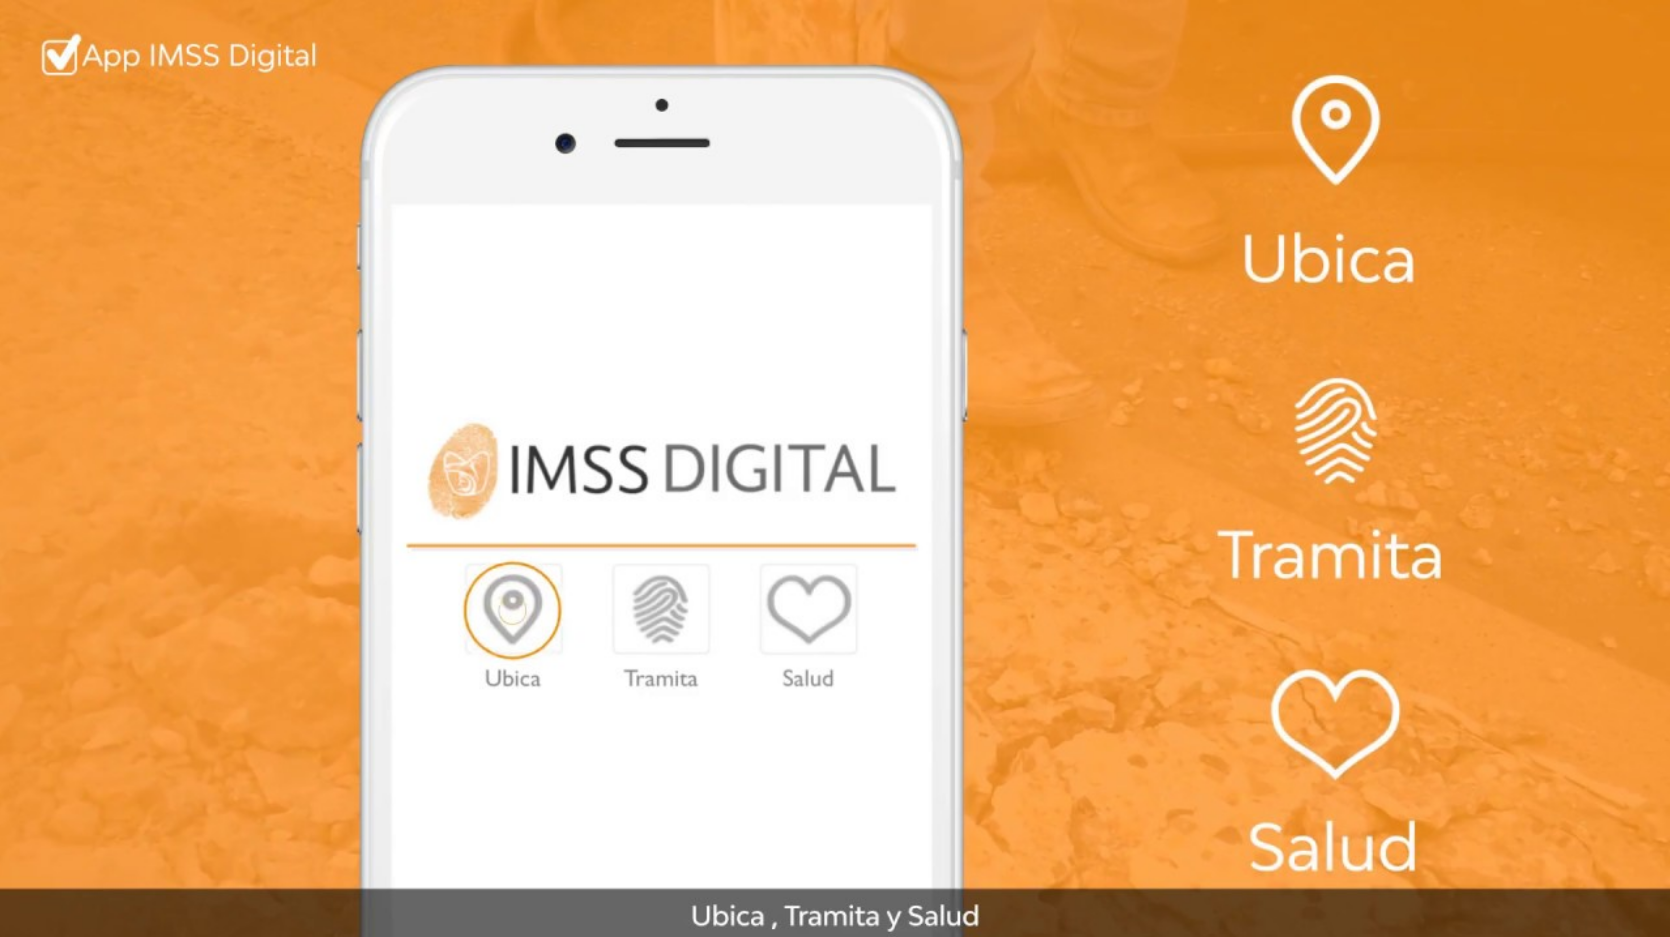 App IMSS Digital
IMSS DIGITAL
Ubica
Tramita
Salud
Ubica
Tramita
Salud
Ubica , Tramita y Salud